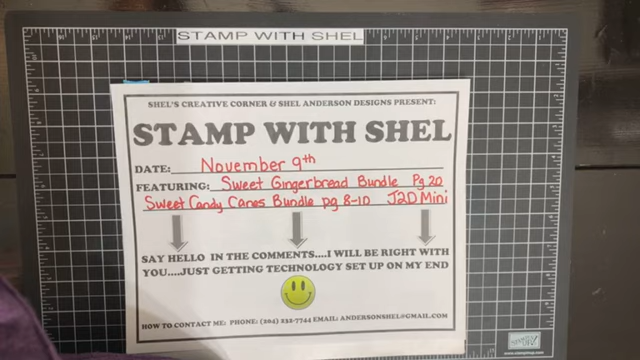 STAMP WITH SHEL
SHEL'S CREATIVE CORNER & SHEL ANDERSON DESIGNS PRESENT:
STAMP WITH SHEL
DATE: November 9th
FEATURING: Sweet Gingerbread Bundle Pg 20
Sweet Candy Canes Bundle pg 8-10 J2D Mini
SAY HELLO IN THE COMMENTS....I WILL BE RIGHT WITH
YOU....JUST GETTING TECHNOLOGY SET UP ON MY END
HOW TO CONTACT ME: PHONE: (204) 232-7744 EMAIL: ANDERSONSHEL@GMAIL.COM